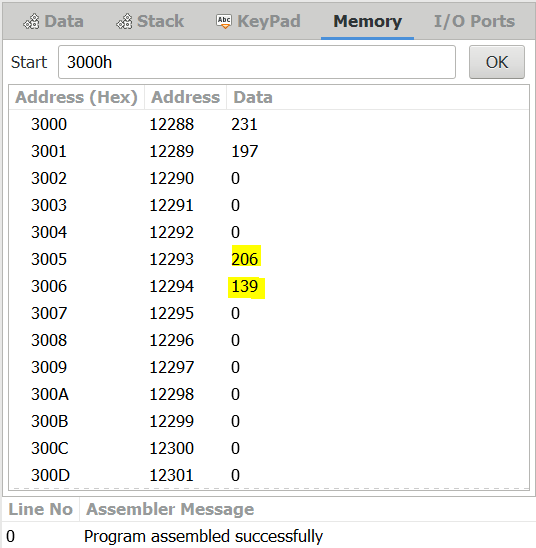 Data Stack Abc KeyPad Memory I/O Ports
Start 3000h OK
Address (Hex) Address Data
3000 12288 231
3001 12289 197
3002 12290 0
3003 12291 0
3004 12292 0
3005 12293 206
3006 12294 139
3007 12295 0
3008 12296 0
3009 12297 0
300A 12298 0
300B 12299 0
300C 12300 0
300D 12301 0
Line No Assembler Message
0 Program assembled successfully